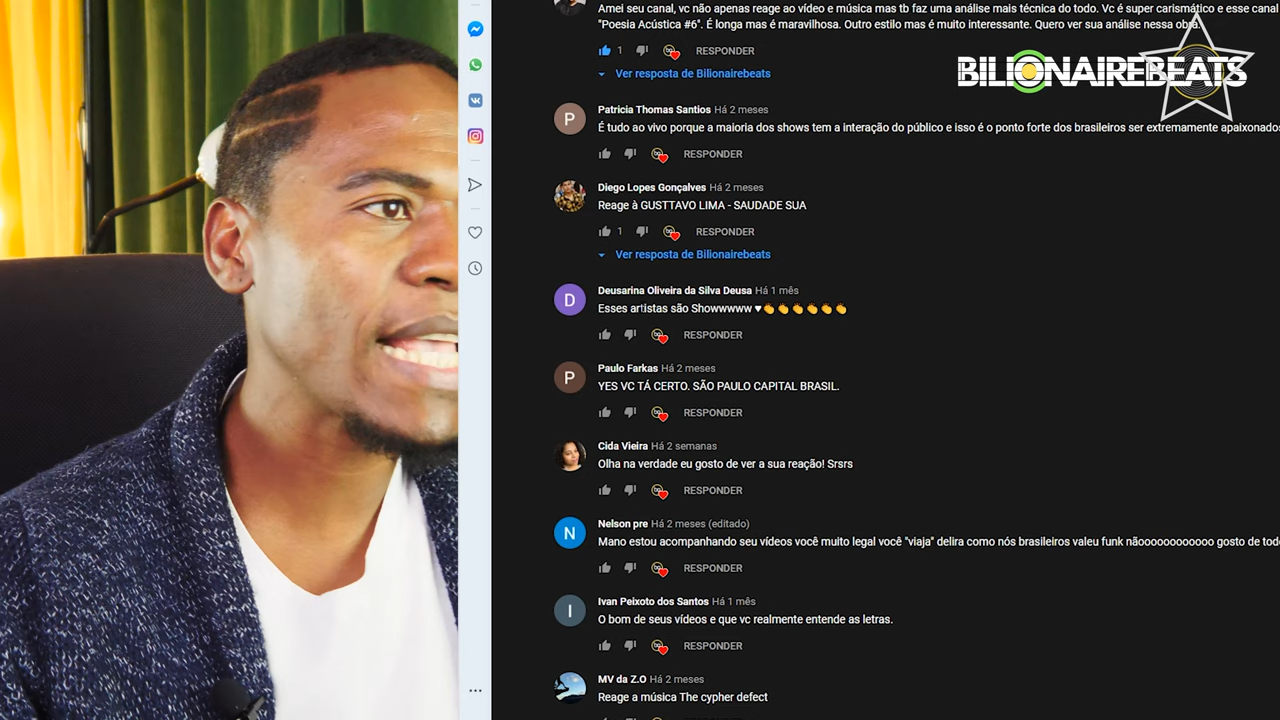 Amei seu canal, vc não apenas reage ao vídeo e música mas tb faz uma análise mais técnica do todo. Vc é super carismático e esse canal
"Poesia Acústica #6". É longa mas é maravilhosa. Outro estilo mas é muito interessante. Quero ver sua análise nessa obra.
1 RESPONDER
Ver resposta de Bilionairebeats
BILIONAIREBEATS
P
Patricia Thomas Santios Há 2 meses
É tudo ao vivo porque a maioria dos shows tem a interação do público e isso é o ponto forte dos brasileiros ser extremamente apaixonados
RESPONDER
Diego Lopes Gonçalves Há 2 meses
Reage à GUSTTAVO LIMA - SAUDADE SUA
1 RESPONDER
Ver resposta de Bilionairebeats
D
Deusarina Oliveira da Silva Deusa Há 1 mês
Esses artistas são Showwwww ♥👏👏👏👏👏👏
RESPONDER
P
Paulo Farkas Há 2 meses
YES VC TÁ CERTO. SÃO PAULO CAPITAL BRASIL.
RESPONDER
Cida Vieira Há 2 semanas
Olha na verdade eu gosto de ver a sua reação! Srsrs
RESPONDER
N
Nelson pre Há 2 meses (editado)
Mano estou acompanhando seu vídeos você muito legal você "viaja" delira como nós brasileiros valeu funk nãoooooooooooo gosto de tod
RESPONDER
I
Ivan Peixoto dos Santos Há 1 mês
O bom de seus vídeos e que vc realmente entende as letras.
RESPONDER
MV da Z.O Há 2 meses
Reage a música The cypher defect